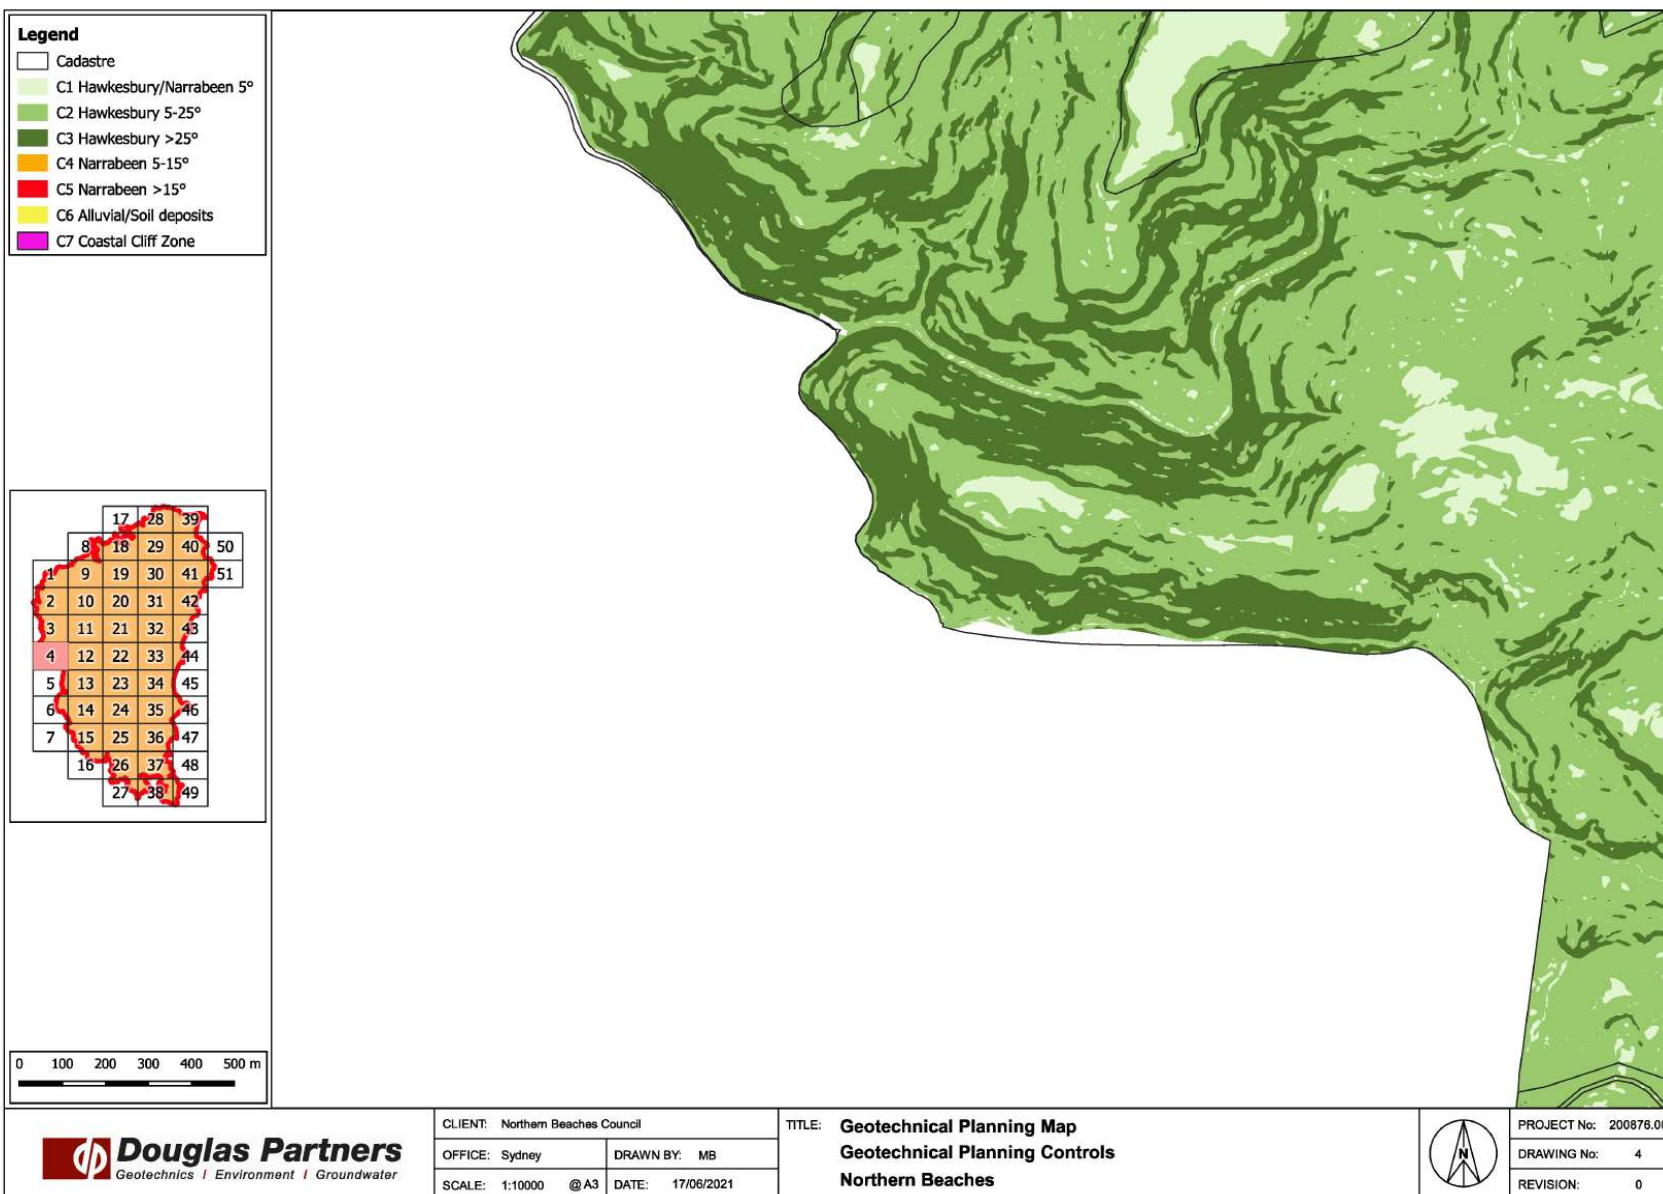 Legend
Cadastre
C1 Hawkesbury/Narrabeen 5°
C2 Hawkesbury 5-25°
C3 Hawkesbury >25°
C4 Narrabeen 5-15°
C5 Narrabeen >15°
C6 Alluvial/Soil deposits
C7 Coastal Cliff Zone
17 28 39
8 18 29 40 50
1 9 19 30 41 51
2 10 20 31 42
3 11 21 32 43
4 12 22 33 44
5 13 23 34 45
6 14 24 35 46
7 15 25 36 47
16 26 37 48
27 38 49
0 100 200 300 400 500 m
Douglas Partners
Geotechnics | Environment | Groundwater
CLIENT: Northern Beaches Council
OFFICE: Sydney DRAWN BY: MB
SCALE: 1:10000 @ A3 DATE: 17/06/2021
TITLE: Geotechnical Planning Map
Geotechnical Planning Controls
Northern Beaches
N
PROJECT No: 200876.00
DRAWING No: 4
REVISION: 0